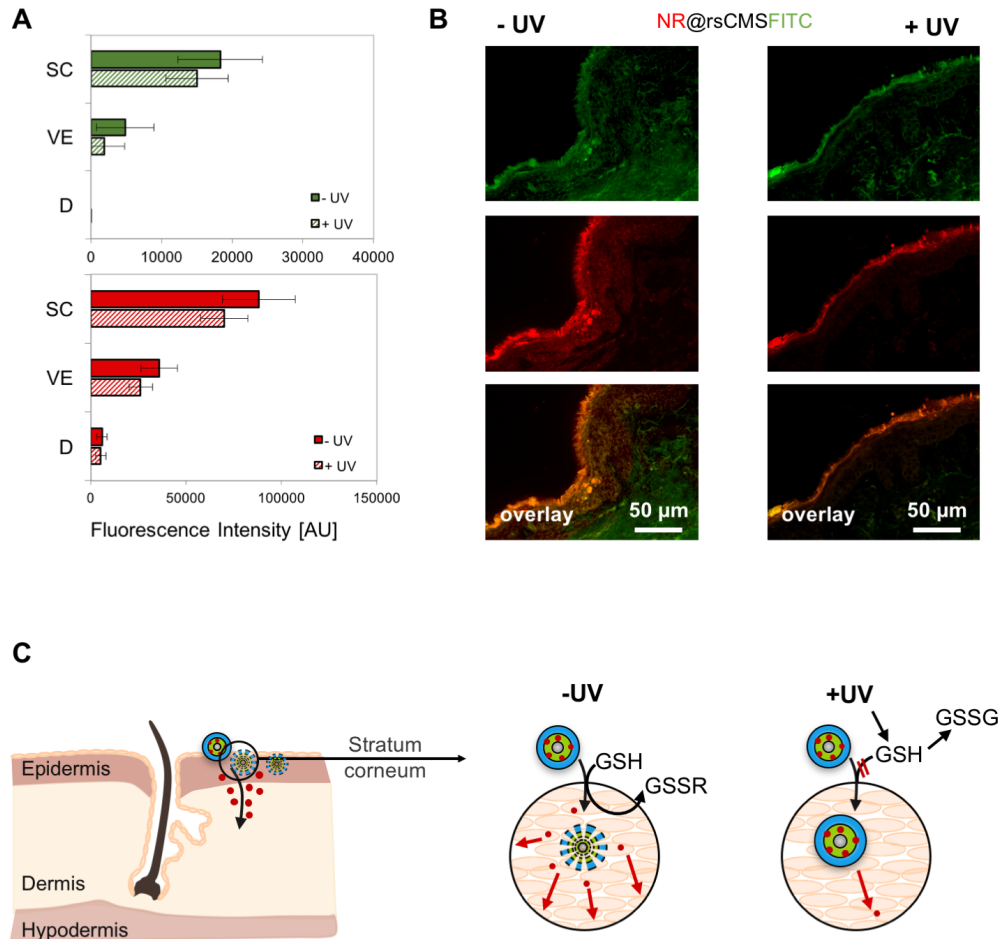 A
SC
VE
D
- UV
+ UV
0 10000 20000 30000 40000
SC
VE
D
- UV
+ UV
0 50000 100000 150000
Fluorescence Intensity [AU]
B
- UV NR@rsCMSFITC + UV
overlay 50 µm
overlay 50 µm
C
Epidermis
Dermis
Hypodermis
Stratum
corneum
-UV
GSH
GSSR
+UV
GSSG
GSH